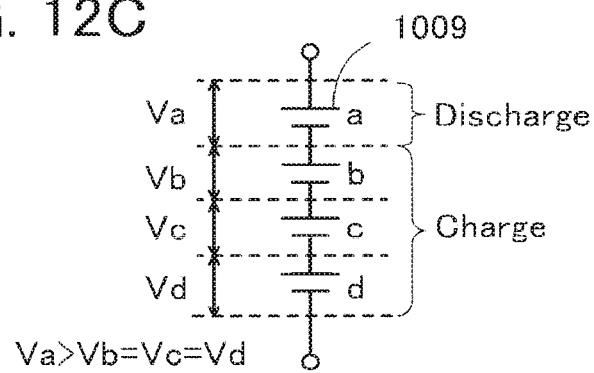 . 12C
1009
Va
a
Discharge
Vb
b
Vc
c
Charge
Vd
d
Va>Vb=Vc=Vd